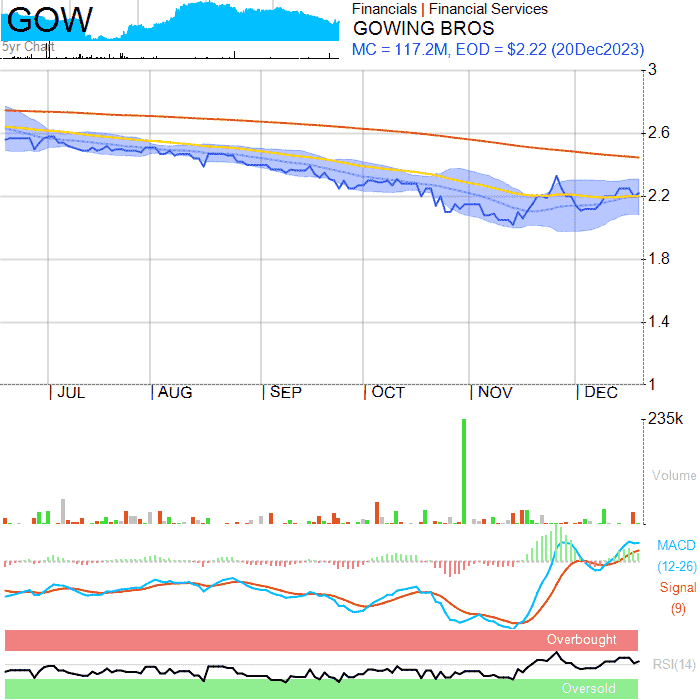 GOW
5yr Chart
Financials | Financial Services
GOWING BROS
MC = 117.2M, EOD = $2.22 (20Dec2023)
3
2.6
2.2
1.8
1.4
1
JUL
AUG
SEP
OCT
NOV
DEC
235k
Volume
MACD
(12-26)
Signal
(9)
Overbought
RSI(14)
Oversold